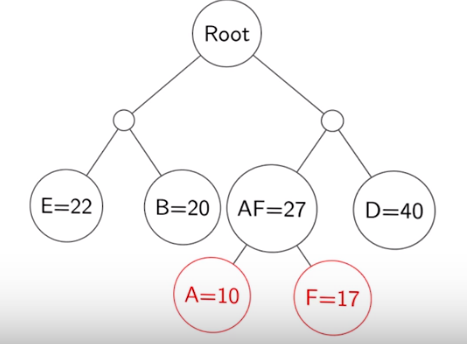 Root
E=22
B=20
AF=27
D=40
A=10
F=17